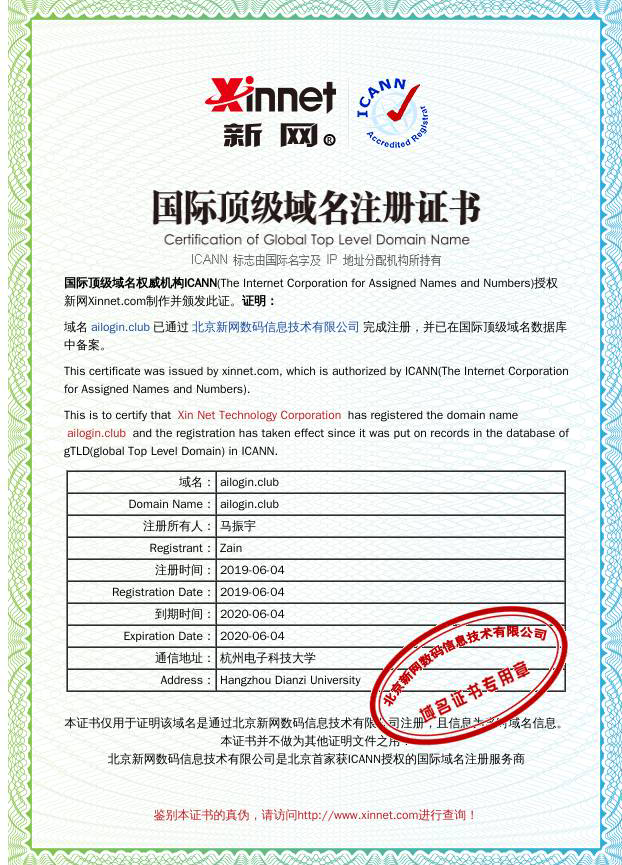 Xinnet
新网®
ICANN
Accredited Registrar
国际顶级域名注册证书
Certification of Global Top Level Domain Name
ICANN 标志由国际名字及 IP 地址分配机构所持有
国际顶级域名权威机构ICANN(The Internet Corporation for Assigned Names and Numbers)授权
新网Xinnet.com制作并颁发此证。证明：
域名 ailogin.club 已通过 北京新网数码信息技术有限公司 完成注册，并已在国际顶级域名数据库
中备案。
This certificate was issued by xinnet.com, which is authorized by ICANN(The Internet Corporation
for Assigned Names and Numbers).
This is to certify that Xin Net Technology Corporation has registered the domain name
ailogin.club and the registration has taken effect since it was put on records in the database of
gTLD(global Top Level Domain) in ICANN.
域名： ailogin.club
Domain Name： ailogin.club
注册所有人： 马振宇
Registrant： Zain
注册时间： 2019-06-04
Registration Date： 2019-06-04
到期时间： 2020-06-04
Expiration Date： 2020-06-04
通信地址： 杭州电子科技大学
Address： Hangzhou Dianzi University
北京新网数码信息技术有限公司
域名证书专用章
本证书仅用于证明该域名是通过北京新网数码信息技术有限公司注册，且信息为当时域名信息。
本证书并不做为其他证明文件之用！
北京新网数码信息技术有限公司是北京首家获ICANN授权的国际域名注册服务商
鉴别本证书的真伪，请访问http://www.xinnet.com进行查询！